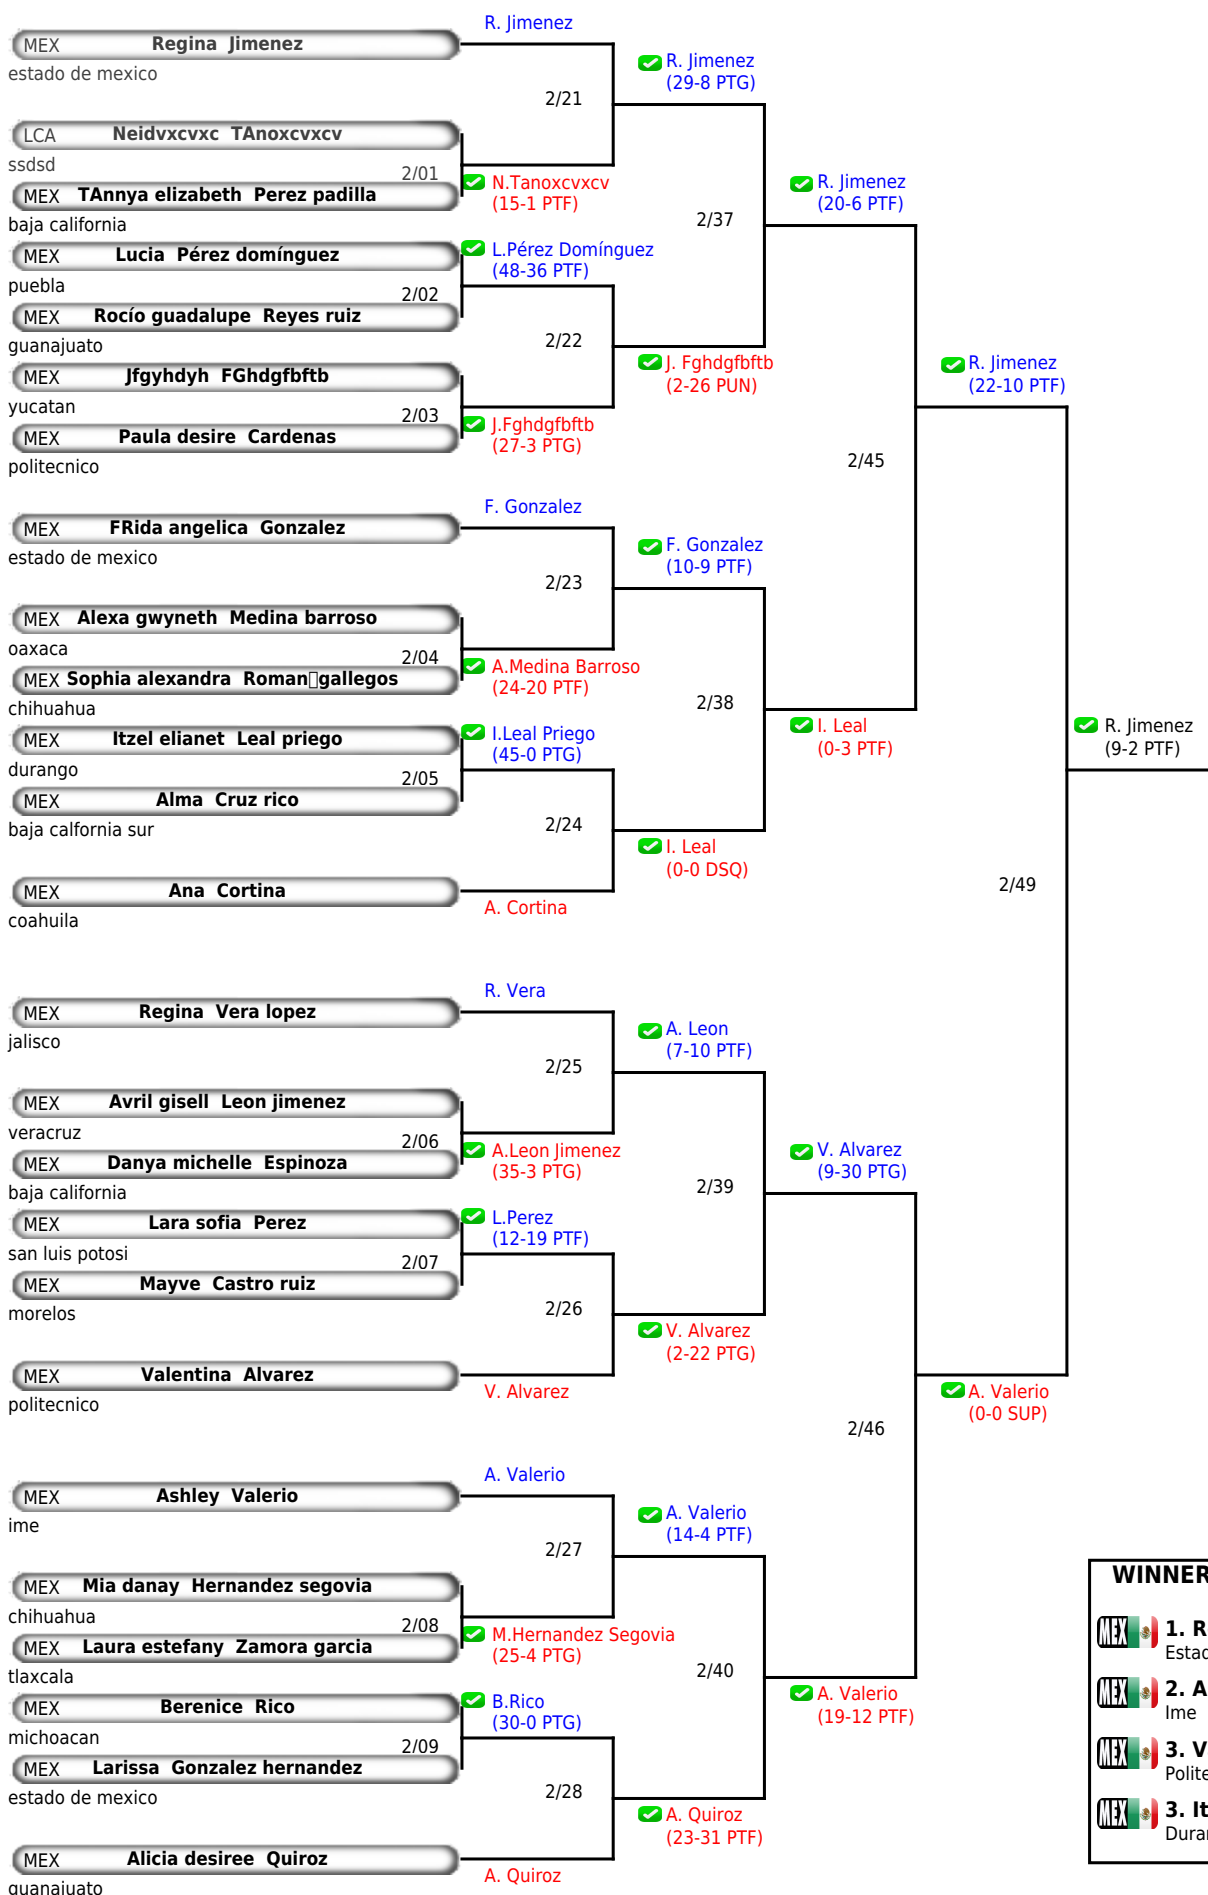 R. Jimenez
MEX Regina Jimenez
estado de mexico
R. Jimenez
(29-8 PTG)
2/21
LCA Neidvxcvxc TAnoxcvxcv
ssdsd
2/01
N.Tanoxcvxcv
(15-1 PTF)
MEX TAnnya elizabeth Perez padilla
baja california
R. Jimenez
(20-6 PTF)
2/37
MEX Lucia Pérez domínguez
puebla
L.Pérez Domínguez
(48-36 PTF)
2/02
MEX Rocío guadalupe Reyes ruiz
guanajuato
2/22
J. Fghdgfbftb
(2-26 PUN)
MEX Jfgyhdyh FGhdgfbftb
yucatan
2/03
J.Fghdgfbftb
(27-3 PTG)
MEX Paula desire Cardenas
politecnico
R. Jimenez
(22-10 PTF)
2/45
F. Gonzalez
MEX FRida angelica Gonzalez
estado de mexico
F. Gonzalez
(10-9 PTF)
2/23
MEX Alexa gwyneth Medina barroso
oaxaca
2/04
A.Medina Barroso
(24-20 PTF)
MEX Sophia alexandra Roman▯gallegos
chihuahua
2/38
I. Leal
(0-3 PTF)
R. Jimenez
(9-2 PTF)
MEX Itzel elianet Leal priego
durango
I.Leal Priego
(45-0 PTG)
2/05
MEX Alma Cruz rico
baja calfornia sur
2/24
I. Leal
(0-0 DSQ)
MEX Ana Cortina
coahuila
A. Cortina
2/49
R. Vera
MEX Regina Vera lopez
jalisco
A. Leon
(7-10 PTF)
2/25
MEX Avril gisell Leon jimenez
veracruz
2/06
A.Leon Jimenez
(35-3 PTG)
MEX Danya michelle Espinoza
baja california
V. Alvarez
(9-30 PTG)
2/39
MEX Lara sofia Perez
san luis potosi
L.Perez
(12-19 PTF)
2/07
MEX Mayve Castro ruiz
morelos
2/26
V. Alvarez
(2-22 PTG)
MEX Valentina Alvarez
politecnico
V. Alvarez
A. Valerio
(0-0 SUP)
2/46
A. Valerio
MEX Ashley Valerio
ime
A. Valerio
(14-4 PTF)
2/27
MEX Mia danay Hernandez segovia
chihuahua
2/08
M.Hernandez Segovia
(25-4 PTG)
MEX Laura estefany Zamora garcia
tlaxcala
2/40
A. Valerio
(19-12 PTF)
MEX Berenice Rico
michoacan
B.Rico
(30-0 PTG)
2/09
MEX Larissa Gonzalez hernandez
estado de mexico
2/28
A. Quiroz
(23-31 PTF)
MEX Alicia desiree Quiroz
guanajuato
A. Quiroz
WINNER
MEX 1. R
Estad
MEX 2. A
Ime
MEX 3. V
Polite
MEX 3. It
Duran